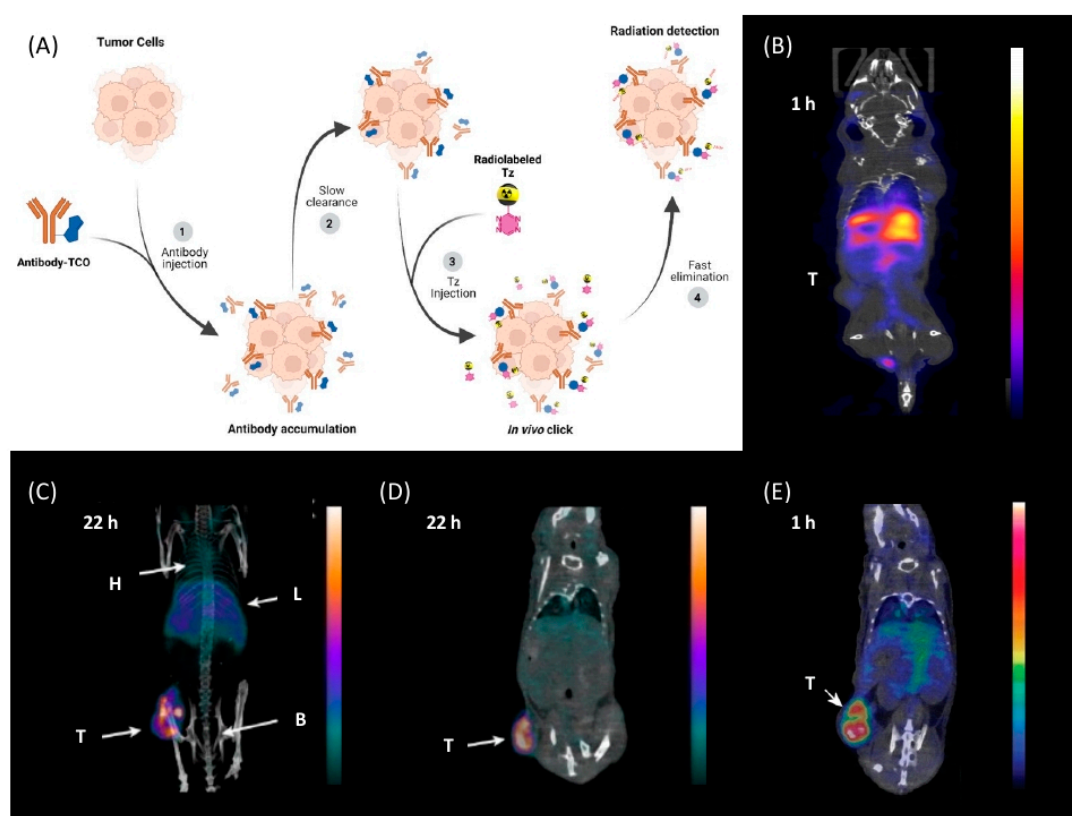 (A)
Tumor Cells
Antibody-TCO
1
Antibody
injection
Antibody accumulation
Slow
clearance
2
Radiolabeled
Tz
N N
N N
3
Tz
Injection
In vivo click
Fast
elimination
4
Radiation detection
(B)
1 h
T
(C)
22 h
H
L
T
B
(D)
22 h
T
(E)
1 h
T